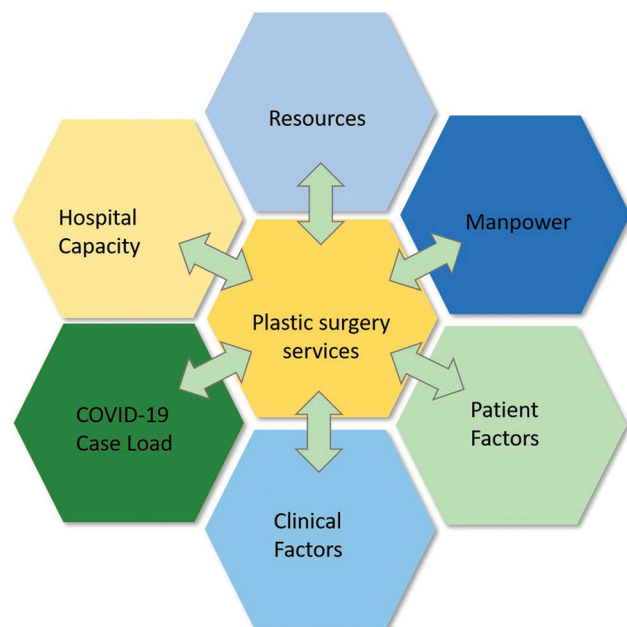 Resources
Manpower
Hospital
Capacity
Plastic surgery
services
COVID-19
Case Load
Patient
Factors
Clinical
Factors